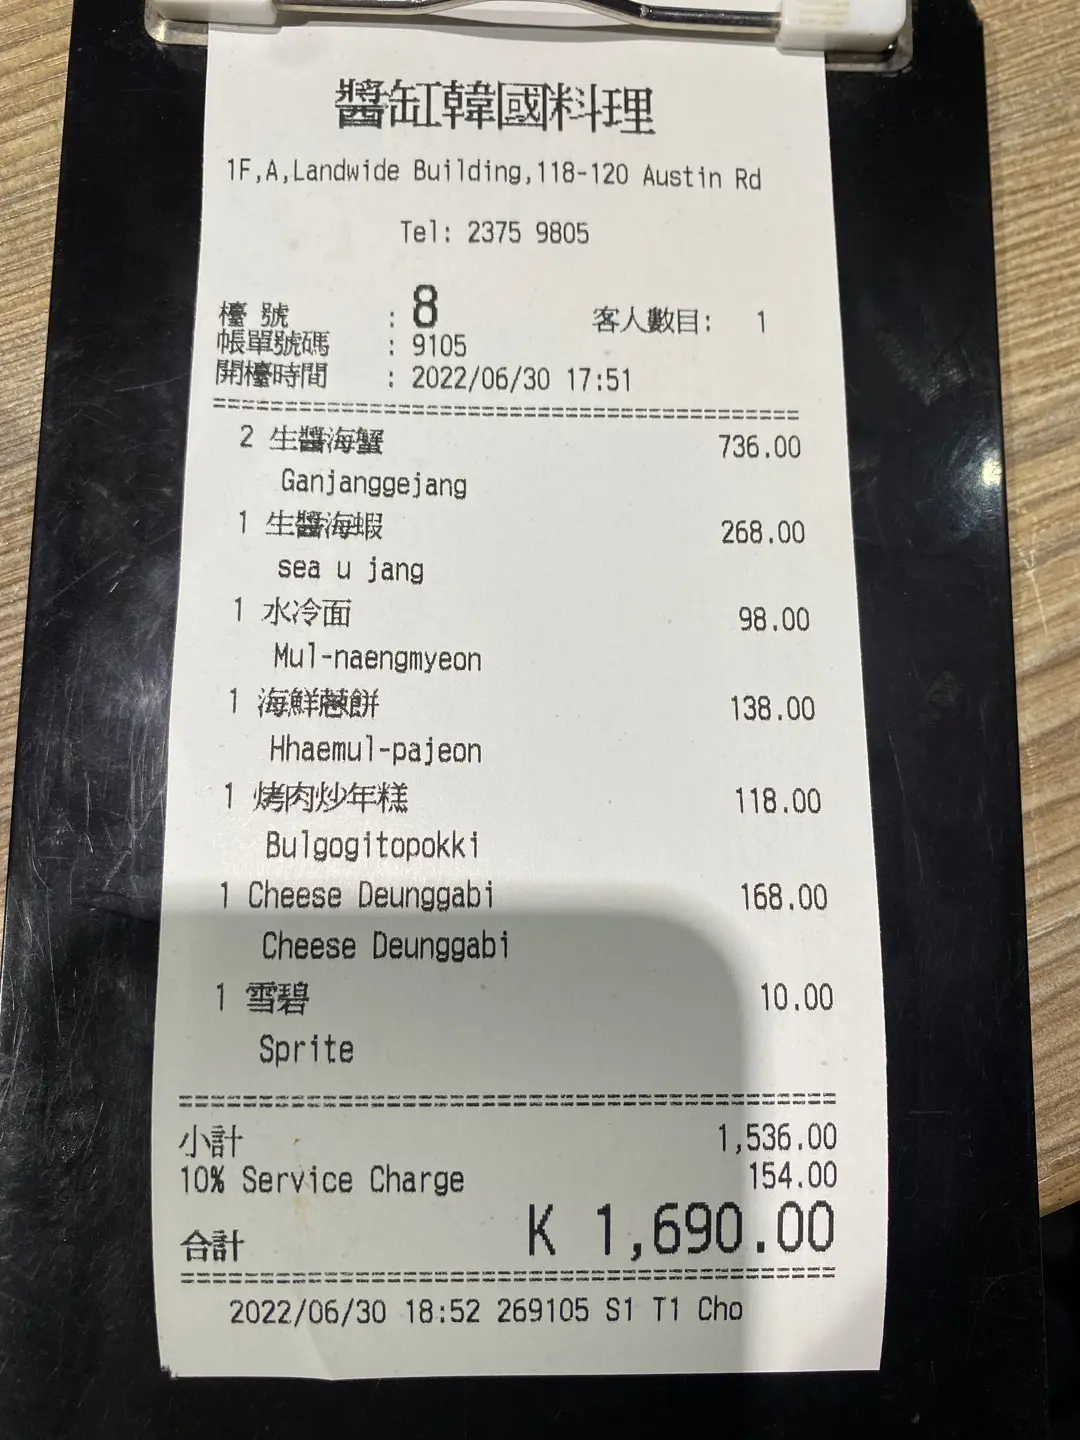 醬缸韓國料理
1F,A,Landwide Building,118-120 Austin Rd
Tel: 2375 9805
檯 號 : 8 客人數目: 1
帳單號碼 : 9105
開檯時間 : 2022/06/30 17:51
2 生醬海蟹 736.00
Ganjanggejang
1 生醬海蝦 268.00
sea u jang
1 水冷面 98.00
Mul-naengmyeon
1 海鮮蔥餅 138.00
Hhaemul-pajeon
1 烤肉炒年糕 118.00
Bulgogitopokki
1 Cheese Deunggabi 168.00
Cheese Deunggabi
1 雪碧 10.00
Sprite
小計 1,536.00
10% Service Charge 154.00
合計 K 1,690.00
2022/06/30 18:52 269105 S1 T1 Cho